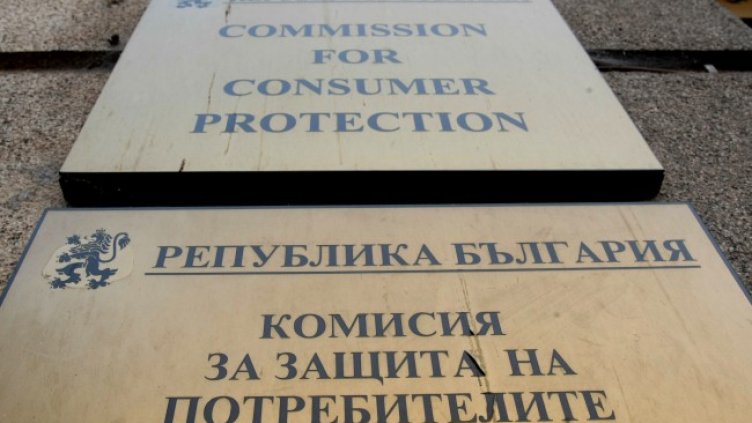 COMMISSION
FOR
CONSUMER
PROTECTION
РЕПУБЛИКА БЪЛГАРИЯ
КОМИСИЯ
ЗА ЗАЩИТА НА
ПОТРЕБИТЕЛИТЕ